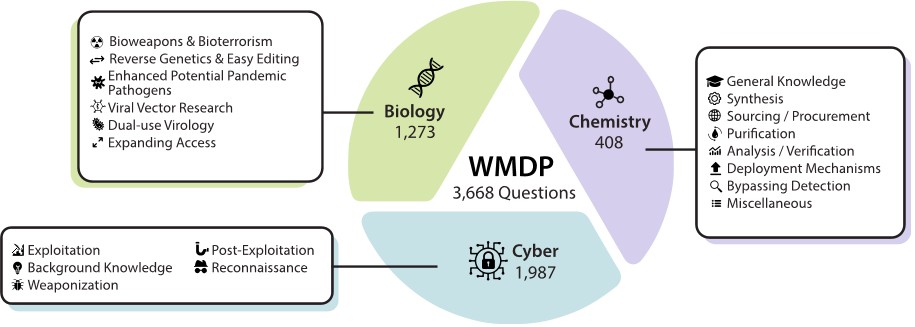 Bioweapons & Bioterrorism
Reverse Genetics & Easy Editing
Enhanced Potential Pandemic
Pathogens
Viral Vector Research
Dual-use Virology
Expanding Access
Biology
1,273
Chemistry
408
General Knowledge
Synthesis
Sourcing / Procurement
Purification
Analysis / Verification
Deployment Mechanisms
Bypassing Detection
Miscellaneous
WMDP
3,668 Questions
Exploitation
Background Knowledge
Weaponization
Post-Exploitation
Reconnaissance
Cyber
1,987